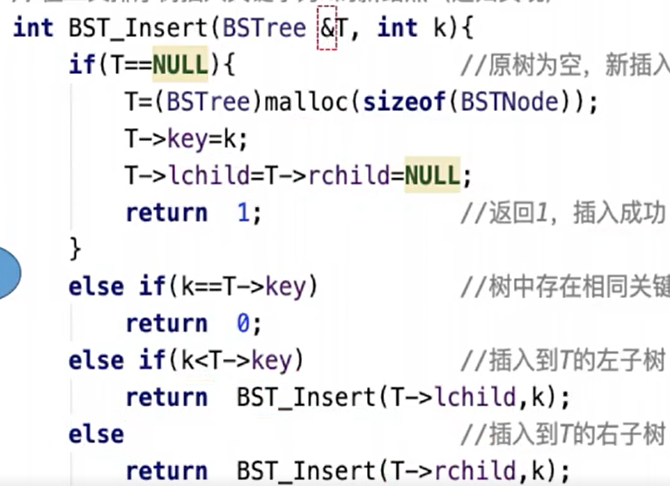 int BST_Insert(BSTree &T, int k){
if(T==NULL){ //原树为空，新插入
T=(BSTree)malloc(sizeof(BSTNode));
T->key=k;
T->lchild=T->rchild=NULL;
return 1; //返回1，插入成功
}
else if(k==T->key) //树中存在相同关键
return 0;
else if(k<T->key) //插入到T的左子树
return BST_Insert(T->lchild,k);
else //插入到T的右子树
return BST_Insert(T->rchild,k);